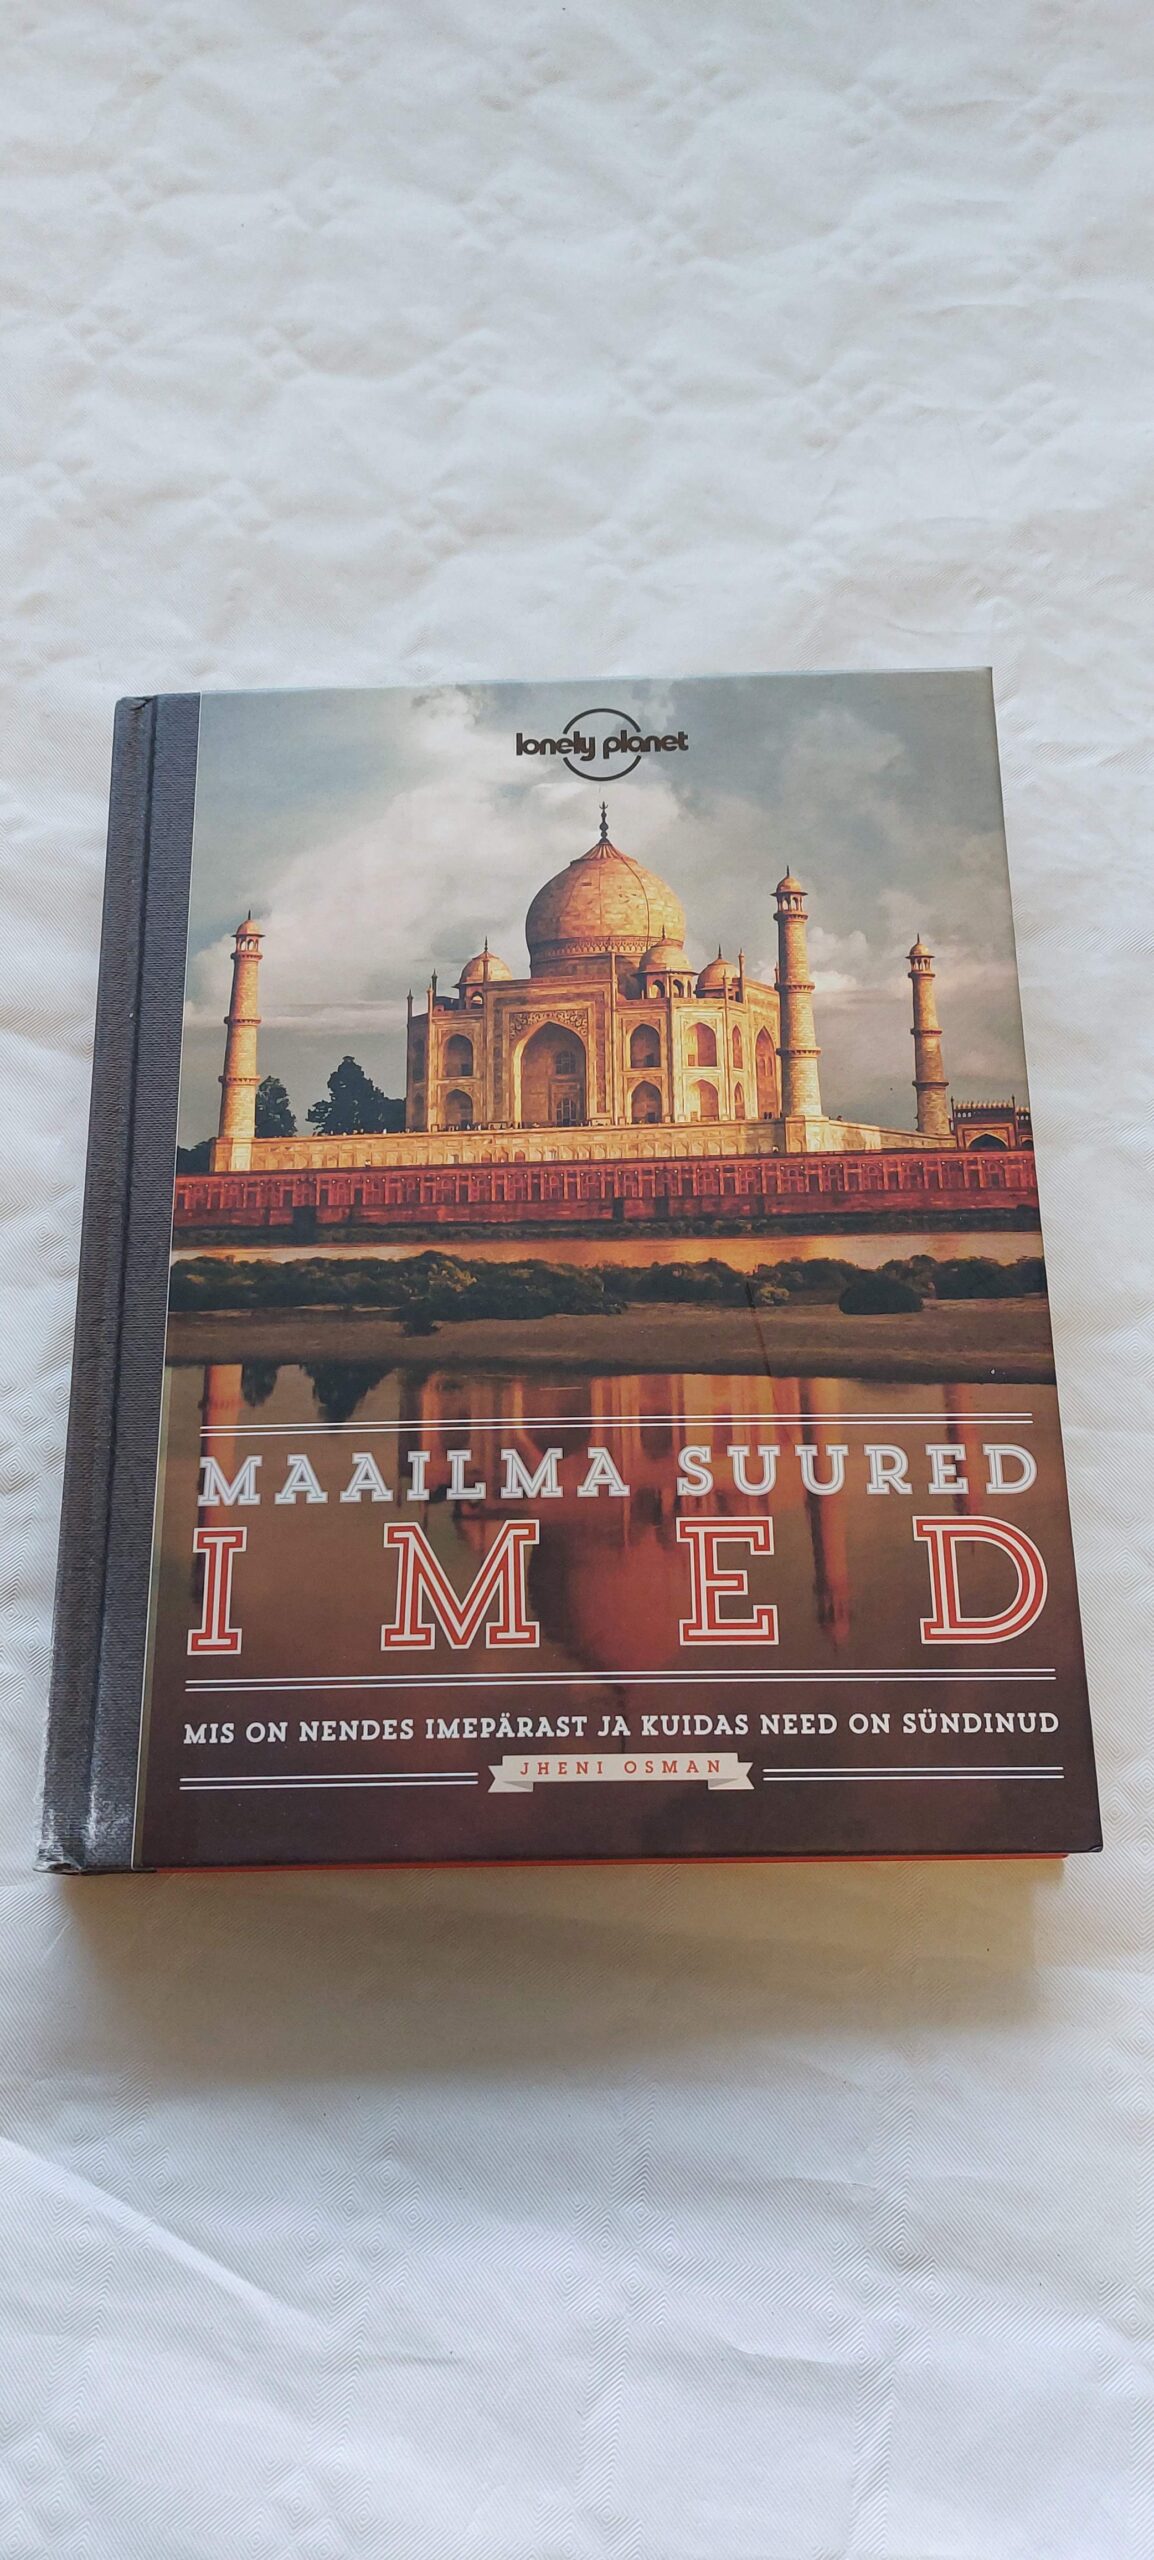 lonely planet
MAAILMA SUURED
IMED
MIS ON NENDES IMEPÄRAST JA KUIDAS NEED ON SÜNDINUD
JHENI OSMAN